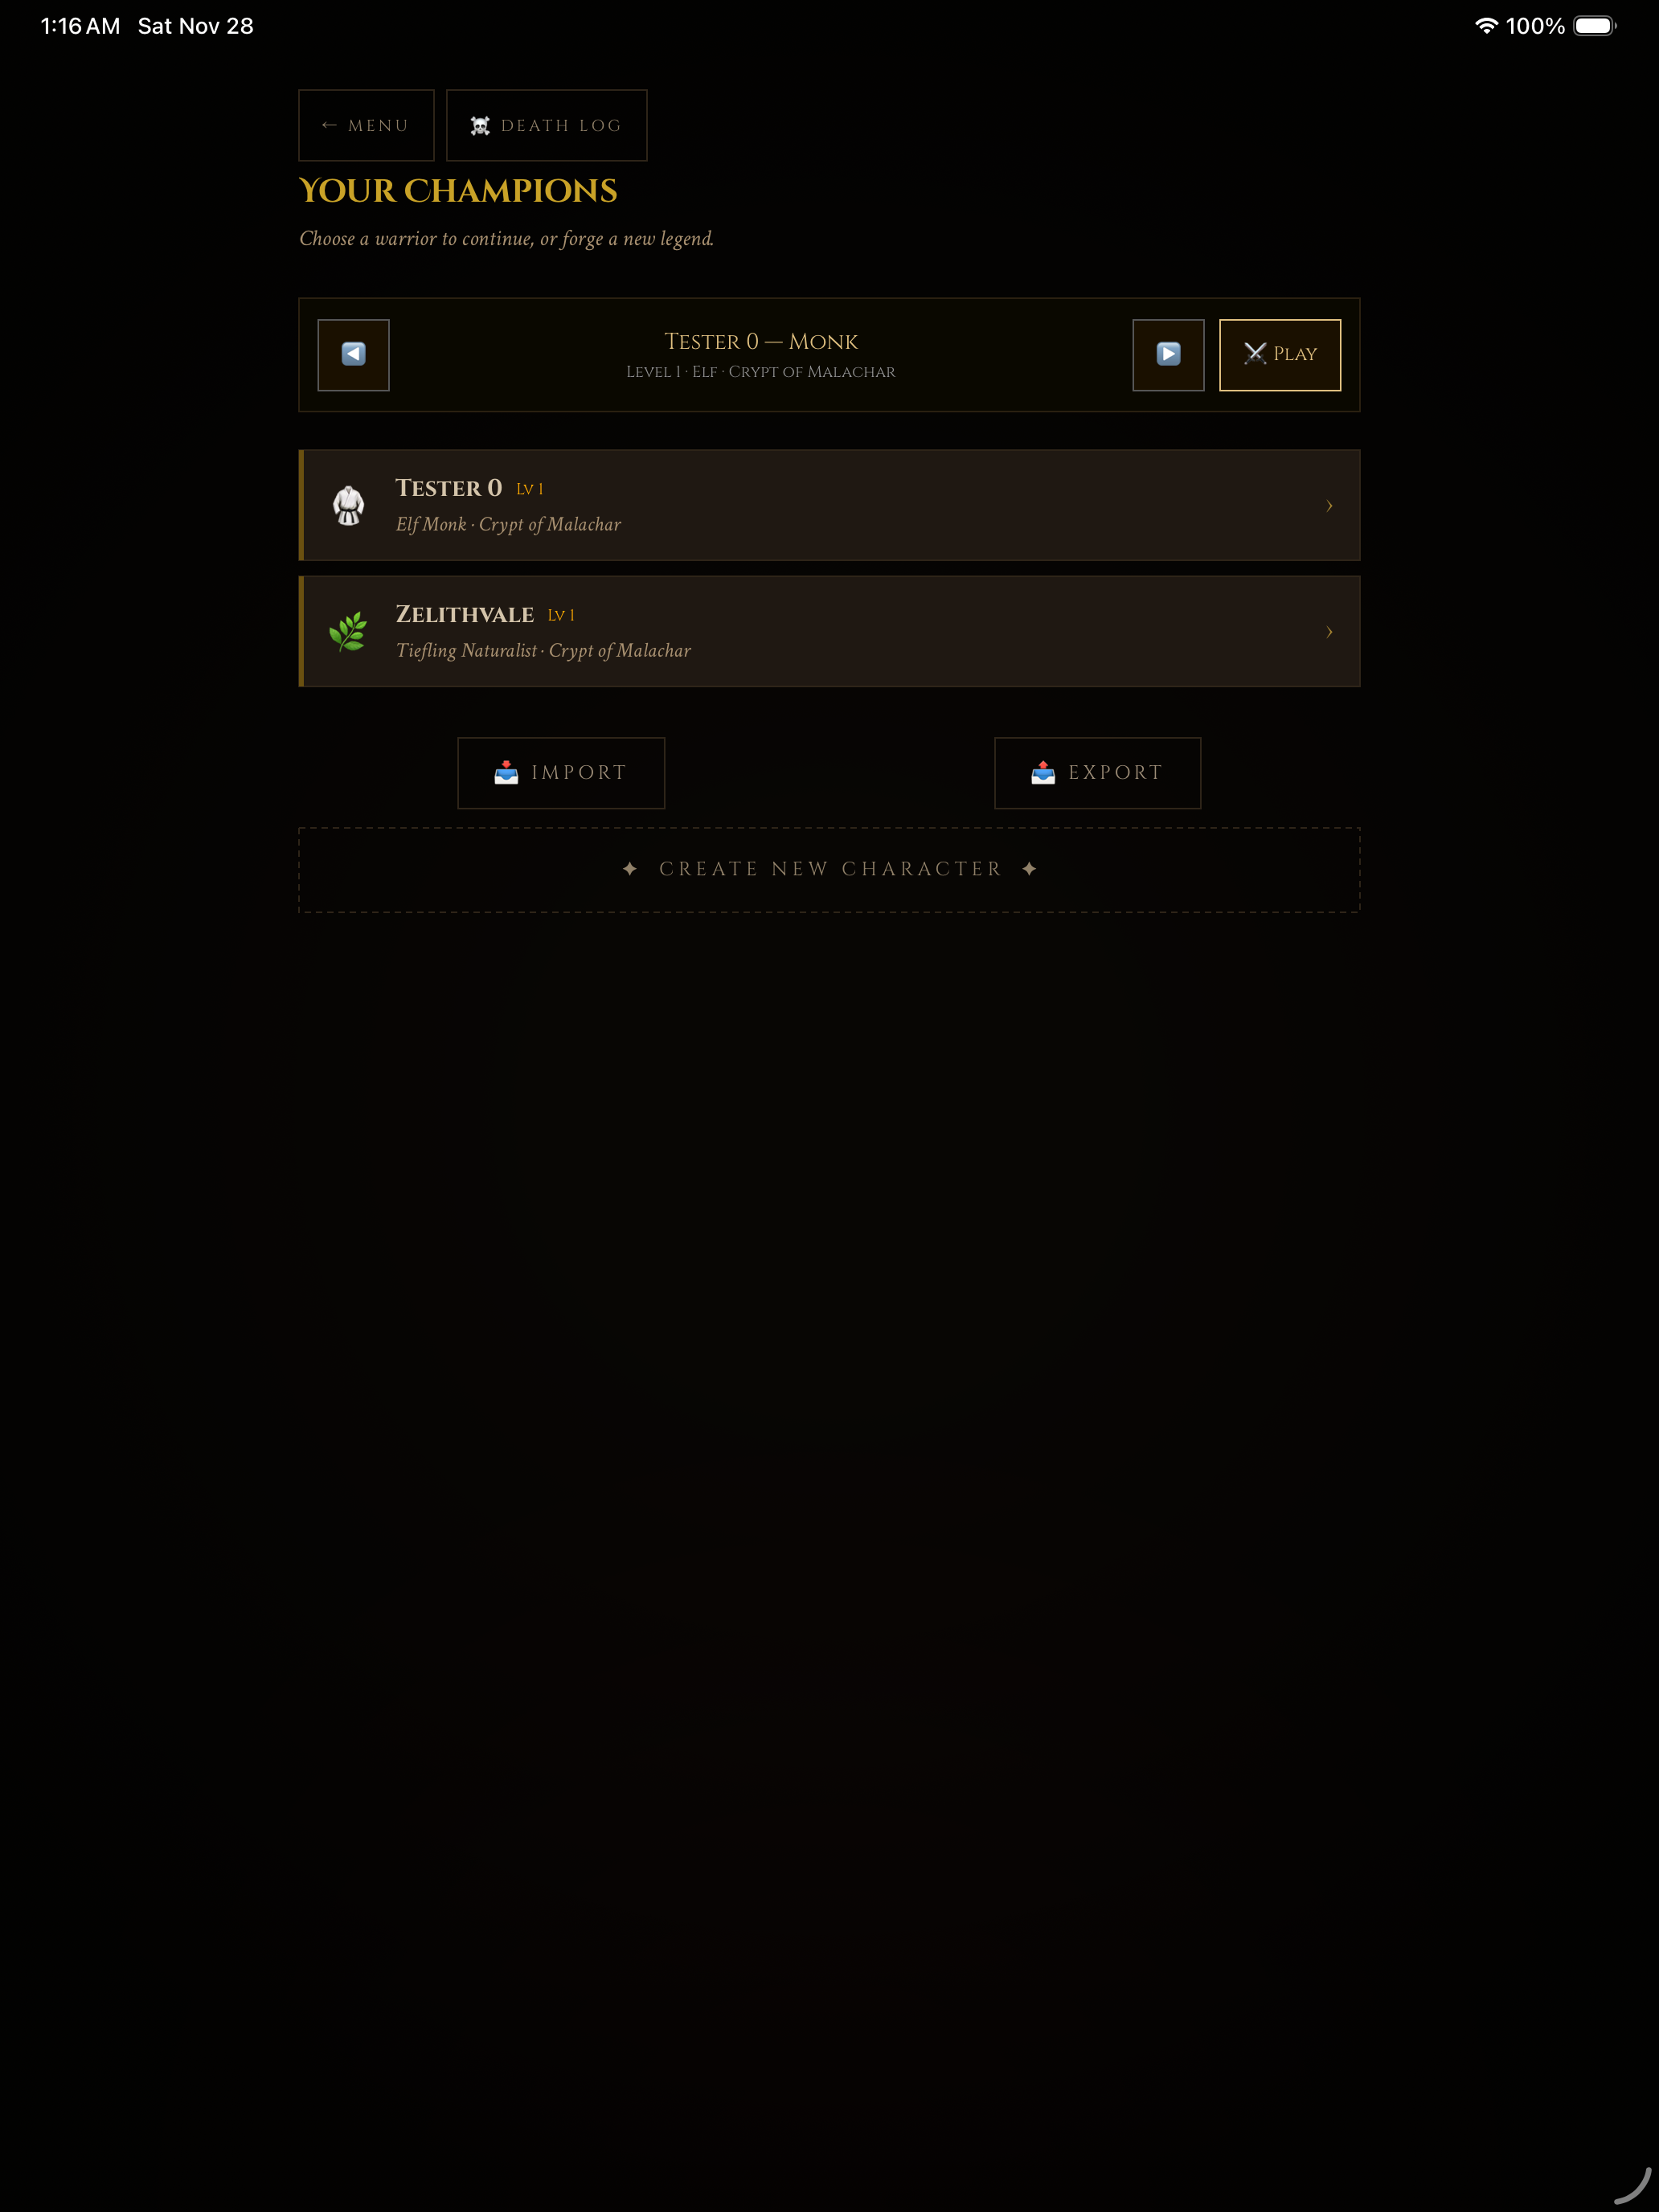 1:16 AM Sat Nov 28 100%
← MENU ☠️ DEATH LOG
YOUR CHAMPIONS
Choose a warrior to continue, or forge a new legend.
TESTER 0 — MONK
LEVEL 1 · ELF · CRYPT OF MALACHAR
⚔️ PLAY
TESTER 0 LV 1
Elf Monk · Crypt of Malachar
ZELITHVALE LV 1
Tiefling Naturalist · Crypt of Malachar
📥 IMPORT 📤 EXPORT
✦ CREATE NEW CHARACTER ✦